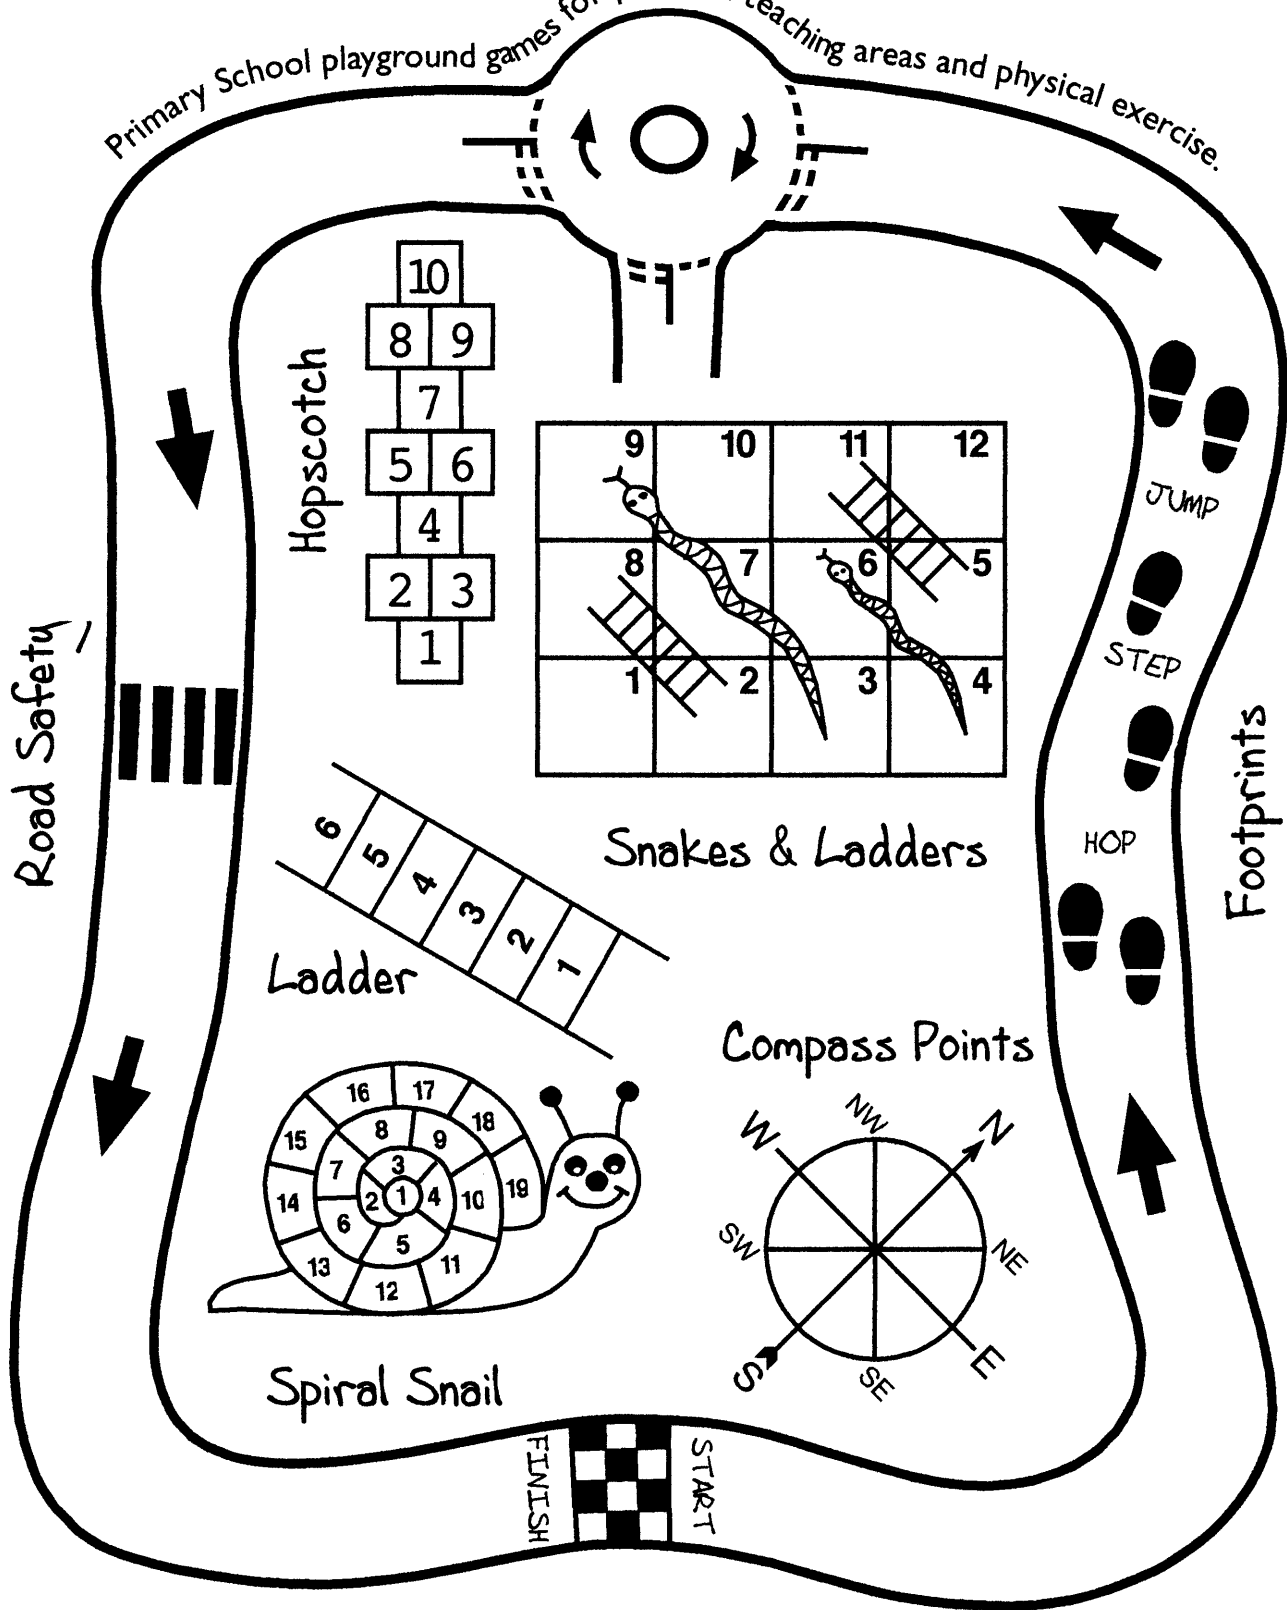 Primary School playground games for
teaching areas and physical exercise.
10
8 9
7
5 6
4
2 3
1
Hopscotch
9 10 11 12
8 7 6 5
1 2 3 4
Snakes & Ladders
JUMP
STEP
HOP
Footprints
Road Safety
6 5 4 3 2 1
Ladder
Compass Points
NW
N
NE
E
SE
S
SW
W
16 17 18
15 8 9
7 3
14 2 1 4 10 19
6 5
13 12 11
Spiral Snail
FINISH
START